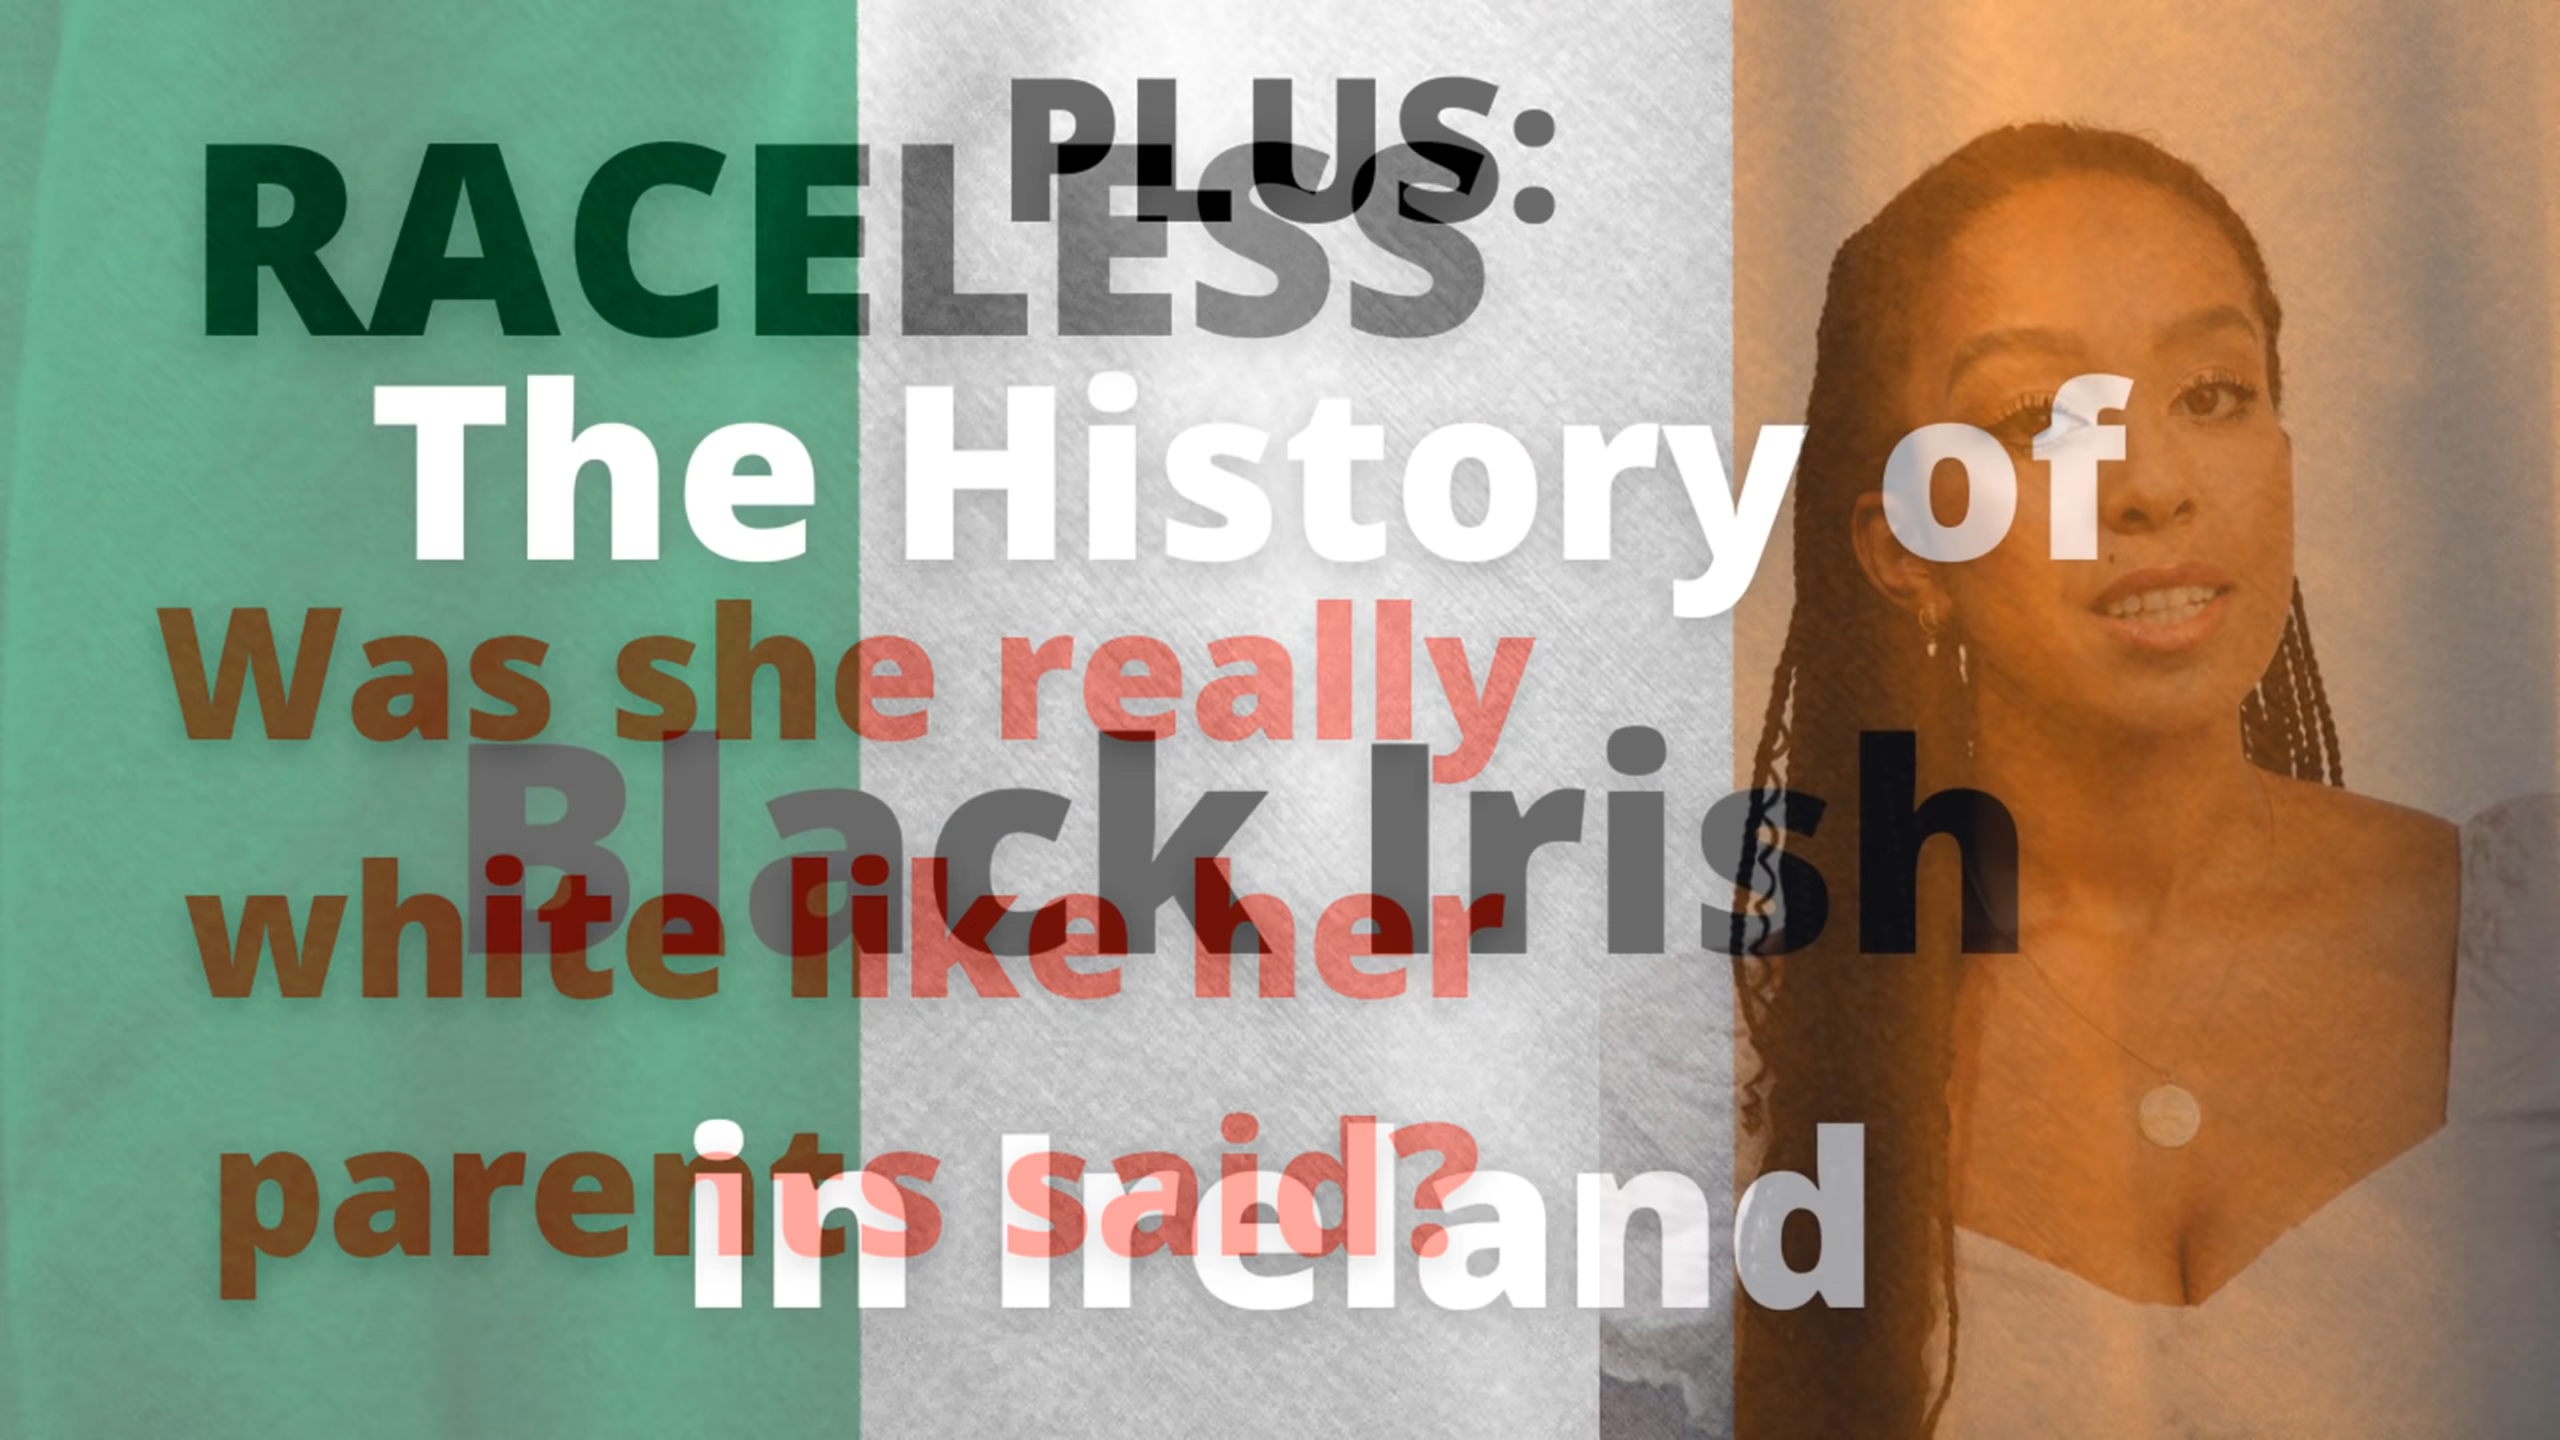 PLUS:
RACELESS
The History of
Was she really
Black Irish
white like her
parents said?
in Ireland